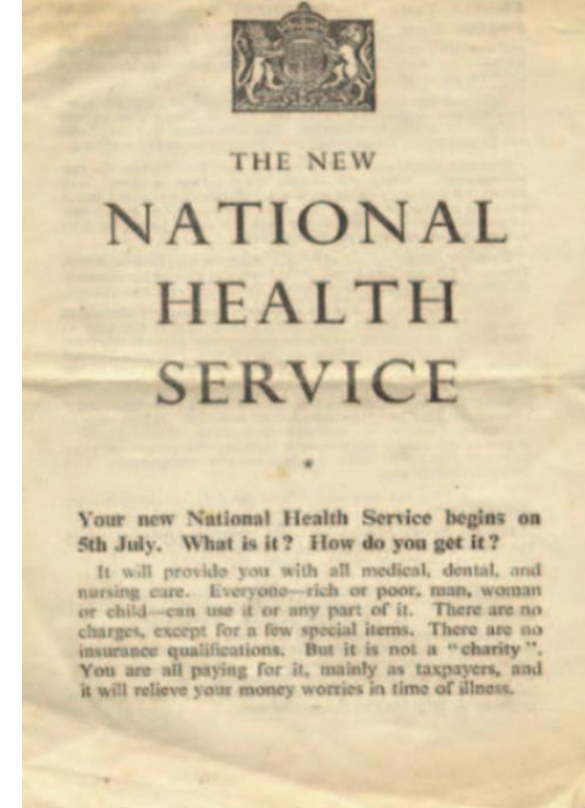 THE NEW
NATIONAL
HEALTH
SERVICE
Your new National Health Service begins on
5th July. What is it? How do you get it?
It will provide you with all medical, dental, and
nursing care. Everyone—rich or poor, man, woman
or child—can use it or any part of it. There are no
charges, except for a few special items. There are no
insurance qualifications. But it is not a "charity".
You are all paying for it, mainly as taxpayers, and
it will relieve your money worries in time of illness.